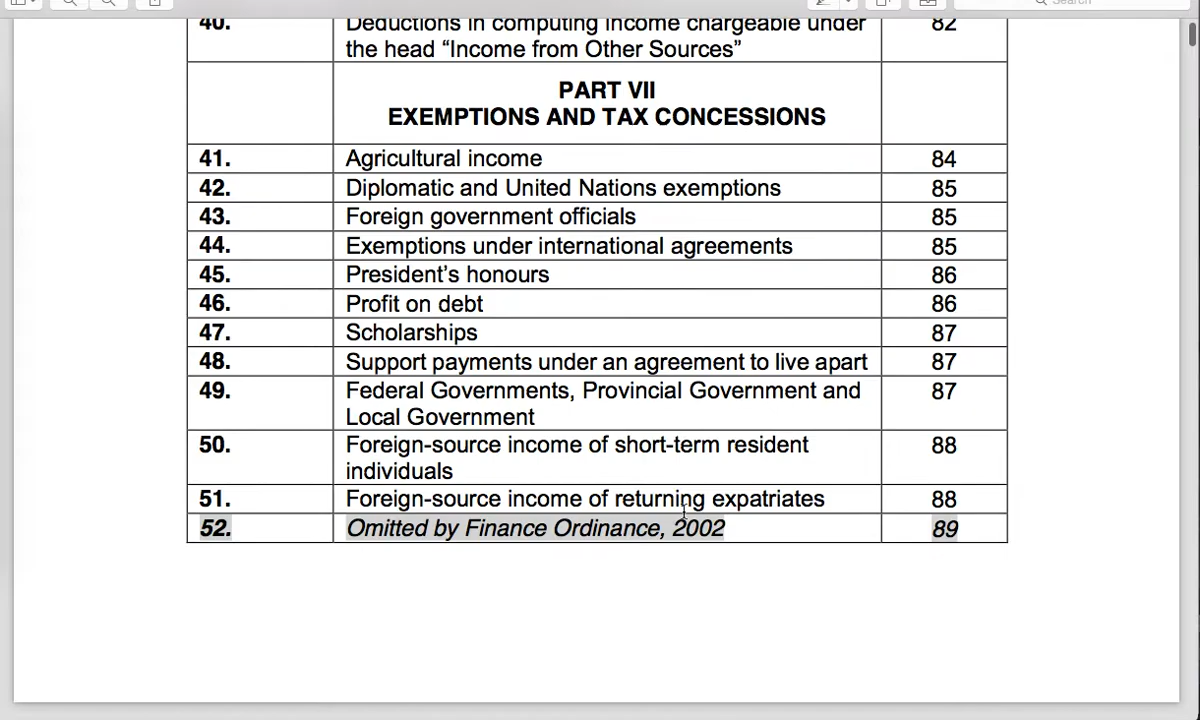 Search
40. Deductions in computing income chargeable under 82
the head “Income from Other Sources”
PART VII
EXEMPTIONS AND TAX CONCESSIONS
41. Agricultural income 84
42. Diplomatic and United Nations exemptions 85
43. Foreign government officials 85
44. Exemptions under international agreements 85
45. President’s honours 86
46. Profit on debt 86
47. Scholarships 87
48. Support payments under an agreement to live apart 87
49. Federal Governments, Provincial Government and 87
Local Government
50. Foreign-source income of short-term resident 88
individuals
51. Foreign-source income of returning expatriates 88
52. Omitted by Finance Ordinance, 2002 89